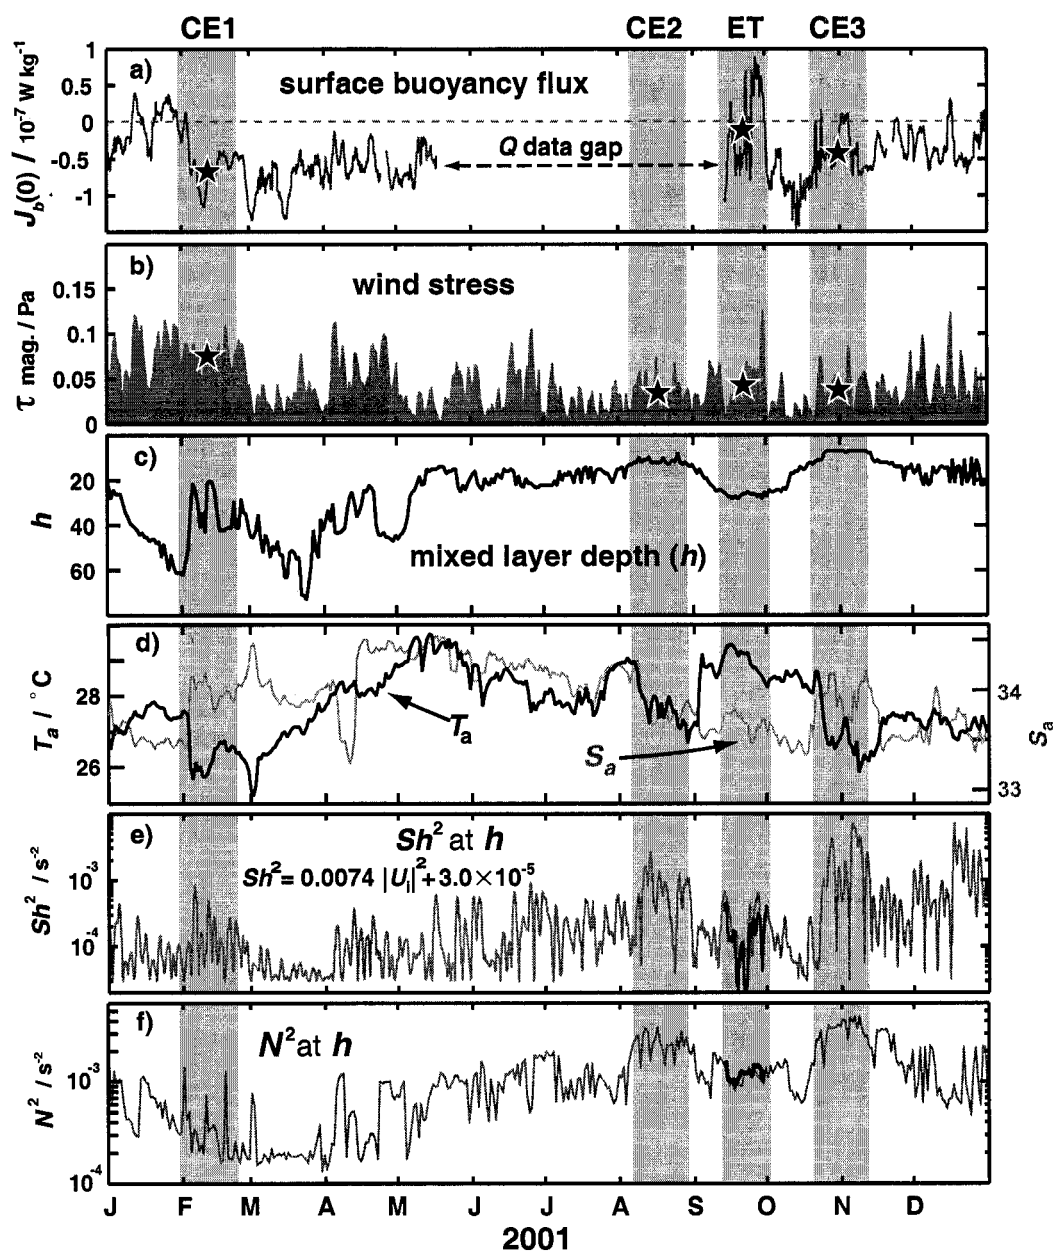 CE1 CE2 ET CE3
a)
surface buoyancy flux
Q data gap
1
0.5
0
-0.5
-1
J_b(0) / 10⁻⁷ W kg⁻¹
b)
wind stress
0.15
0.1
0.05
0
τ mag. / Pa
c)
mixed layer depth (h)
20
40
60
h
d)
T_a
S_a
28
26
T_a / °C
34
33
S_a
e)
Sh² at h
Sh² = 0.0074 |U_i|² + 3.0 × 10⁻⁵
10⁻³
10⁻⁴
Sh² / s⁻²
f)
N² at h
10⁻³
10⁻⁴
N² / s⁻²
J F M A M J J A S O N D
2001